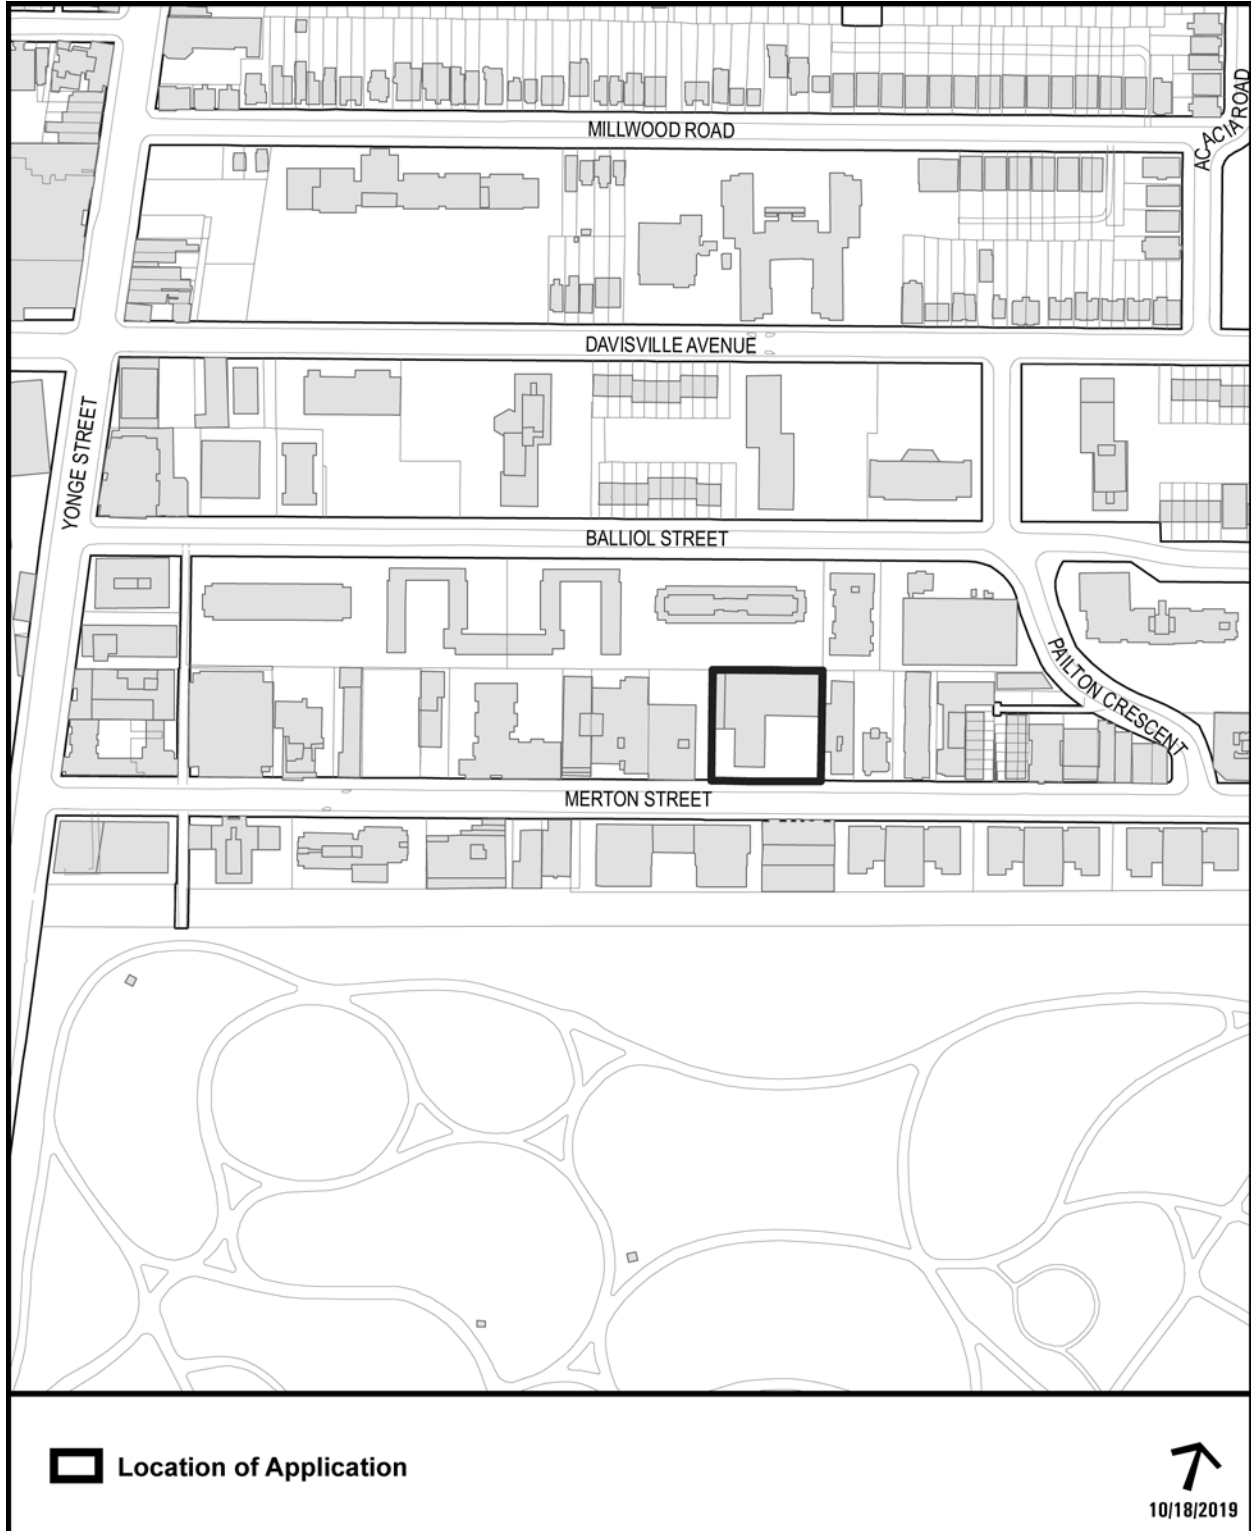 MILLWOOD ROAD
ACACIA ROAD
DAVISVILLE AVENUE
YONGE STREET
BALLIOL STREET
PAILTON CRESCENT
MERTON STREET
Location of Application
10/18/2019